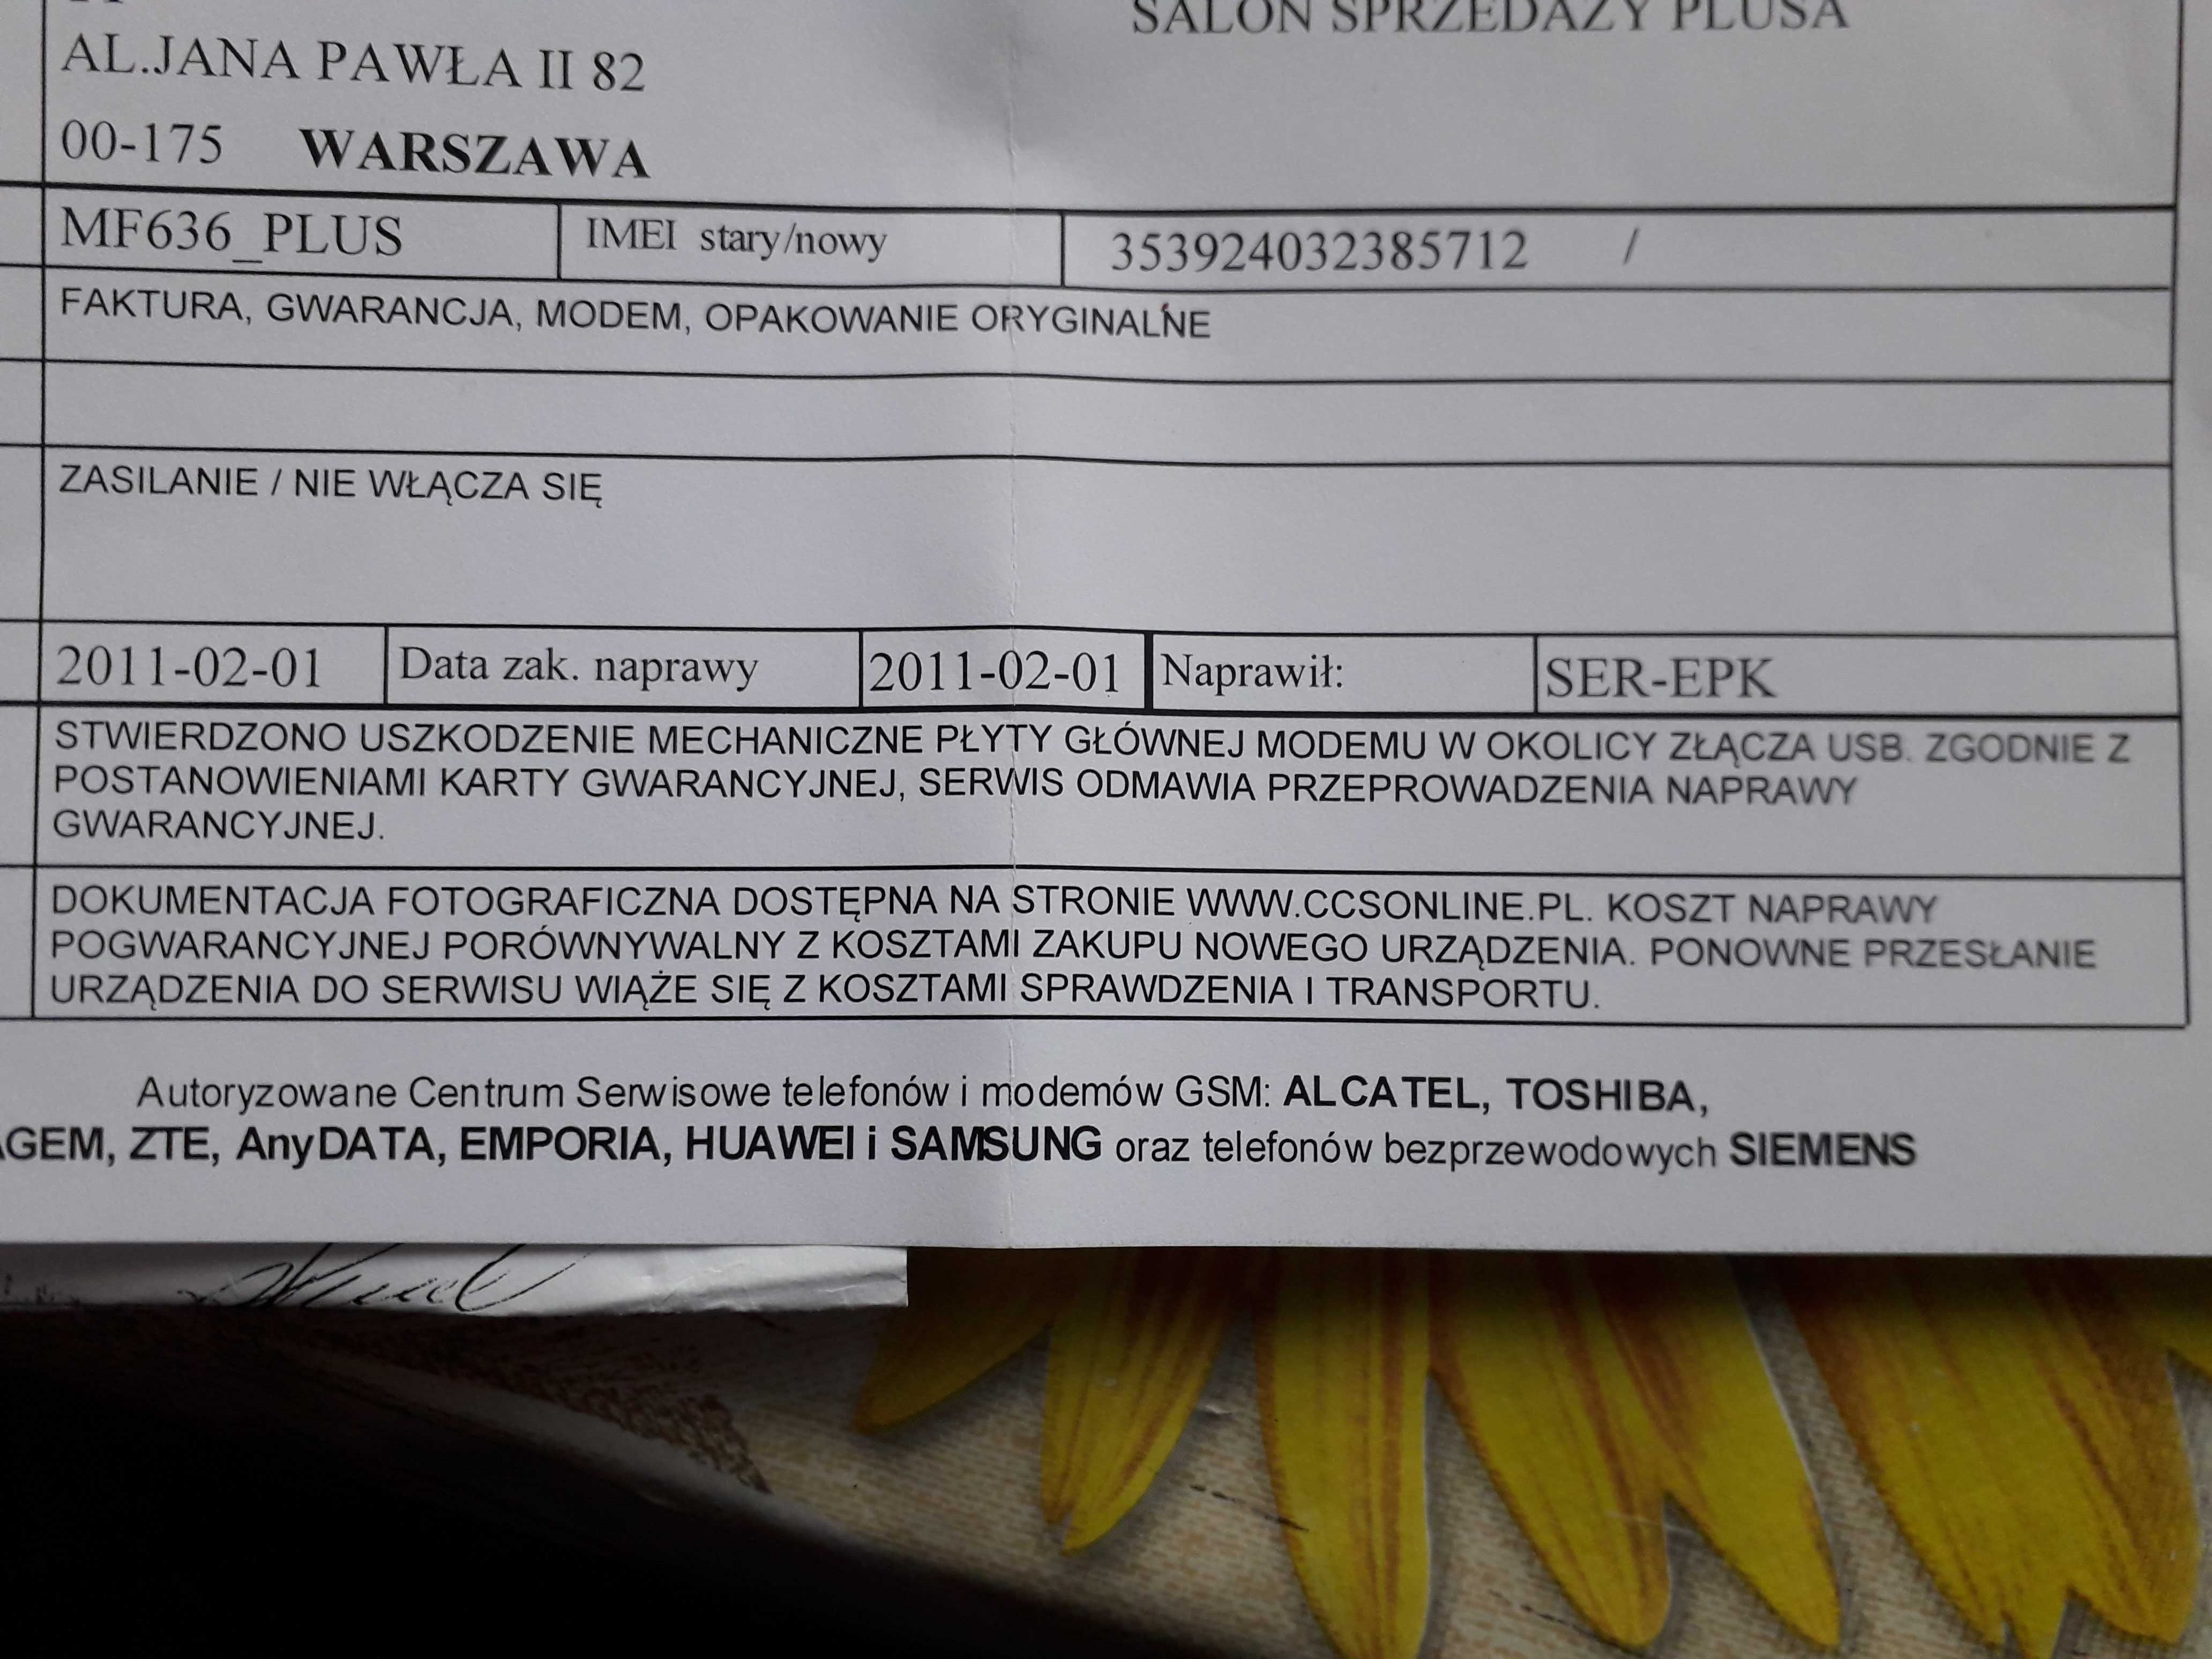 SALON SPRZEDAŻY PLUSA
AL.JANA PAWŁA II 82
00-175 WARSZAWA
MF636_PLUS IMEI stary/nowy 353924032385712 /
FAKTURA, GWARANCJA, MODEM, OPAKOWANIE ORYGINALNE
ZASILANIE / NIE WŁĄCZA SIĘ
2011-02-01 Data zak. naprawy 2011-02-01 Naprawił: SER-EPK
STWIERDZONO USZKODZENIE MECHANICZNE PŁYTY GŁÓWNEJ MODEMU W OKOLICY ZŁĄCZA USB. ZGODNIE Z
POSTANOWIENIAMI KARTY GWARANCYJNEJ, SERWIS ODMAWIA PRZEPROWADZENIA NAPRAWY
GWARANCYJNEJ.
DOKUMENTACJA FOTOGRAFICZNA DOSTĘPNA NA STRONIE WWW.CCSONLINE.PL. KOSZT NAPRAWY
POGWARANCYJNEJ PORÓWNYWALNY Z KOSZTAMI ZAKUPU NOWEGO URZĄDZENIA. PONOWNE PRZESŁANIE
URZĄDZENIA DO SERWISU WIĄŻE SIĘ Z KOSZTAMI SPRAWDZENIA I TRANSPORTU.
Autoryzowane Centrum Serwisowe telefonów i modemów GSM: ALCATEL, TOSHIBA,
AGEM, ZTE, AnyDATA, EMPORIA, HUAWEI i SAMSUNG oraz telefonów bezprzewodowych SIEMENS